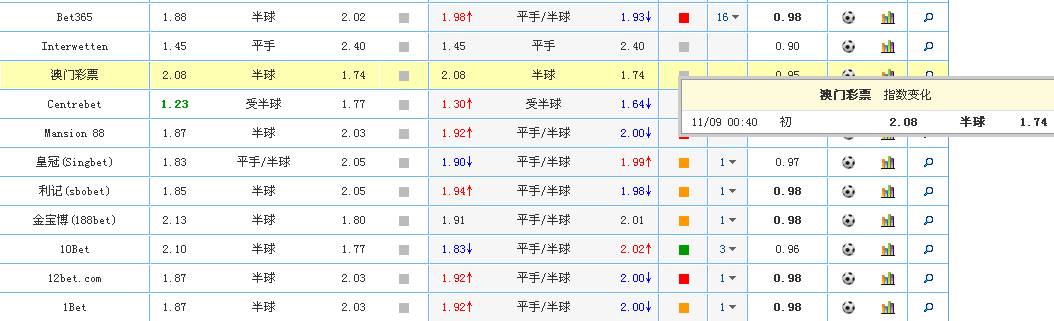 Bet365 1.88 半球 2.02 1.98↑ 平手/半球 1.93↓ 16 0.98
Interwetten 1.45 平手 2.40 1.45 平手 2.40 0.90
澳门彩票 2.08 半球 1.74 2.08 半球 1.74 0.95
澳门彩票 指数变化
Centrebet 1.23 受半球 1.77 1.30↑ 受半球 1.64↓
11/09 00:40 初 2.08 半球 1.74
Mansion 88 1.87 半球 2.03 1.92↑ 平手/半球 2.00↓
皇冠(Singbet) 1.83 平手/半球 2.05 1.90↓ 平手/半球 1.99↑ 1 0.97
利记(sbobet) 1.85 半球 2.05 1.94↑ 平手/半球 1.98↓ 1 0.98
金宝博(188bet) 2.13 半球 1.80 1.91 平手/半球 2.01 1 0.98
10Bet 2.10 半球 1.77 1.83↓ 平手/半球 2.02↑ 3 0.96
12bet.com 1.87 半球 2.03 1.92↑ 平手/半球 2.00↓ 1 0.98
1Bet 1.87 半球 2.03 1.92↑ 平手/半球 2.00↓ 1 0.98